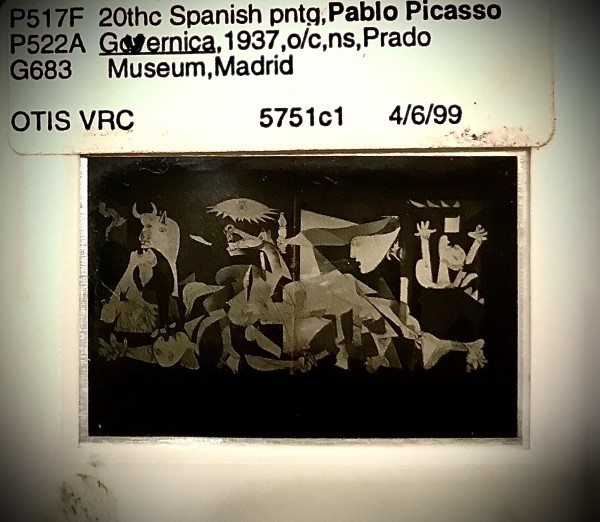 P517F 20thc Spanish pntg,Pablo Picasso
P522A Governica,1937,o/c,ns,Prado
G683 Museum,Madrid
OTIS VRC 5751c1 4/6/99